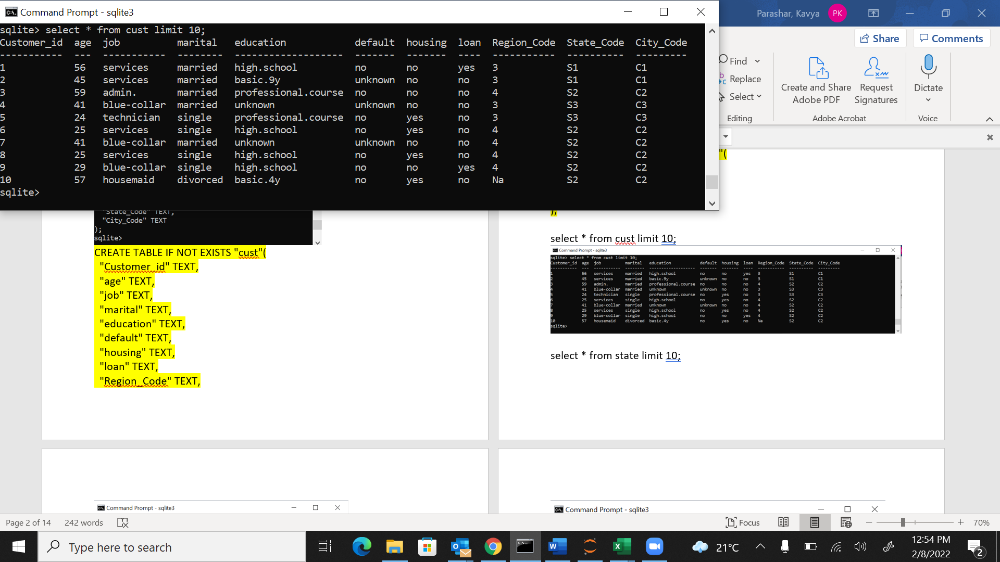 Command Prompt - sqlite3
sqlite> select * from cust limit 10;
Customer_id age job marital education default housing loan Region_Code State_Code City_Code
----------- --- ----------- -------- ------------------- ------- ------- ---- ----------- ---------- ---------
1 56 services married high.school no no yes 3 S1 C1
2 45 services married basic.9y unknown no no 3 S1 C1
3 59 admin. married professional.course no no no 4 S2 C2
4 41 blue-collar married unknown unknown no no 3 S3 C3
5 24 technician single professional.course no yes no 3 S3 C3
6 25 services single high.school no yes no 4 S2 C2
7 41 blue-collar married unknown unknown no no 4 S2 C2
8 25 services single high.school no yes no 4 S2 C2
9 29 blue-collar single high.school no no yes 4 S2 C2
10 57 housemaid divorced basic.4y no yes no Na S2 C2
sqlite>
Parashar, Kavya PK
Share Comments
Find
Replace
Select
Editing
Create and Share
Adobe PDF
Request
Signatures
Adobe Acrobat
Dictate
Voice
"(
"State_Code" TEXT,
"City_Code" TEXT
);
sqlite>
CREATE TABLE IF NOT EXISTS "cust"(
"Customer_id" TEXT,
"age" TEXT,
"job" TEXT,
"marital" TEXT,
"education" TEXT,
"default" TEXT,
"housing" TEXT,
"loan" TEXT,
"Region_Code" TEXT,
);
select * from cust limit 10;
Command Prompt - sqlite3
sqlite> select * from cust limit 10;
Customer_id age job marital education default housing loan Region_Code State_Code City_Code
----------- --- ----------- -------- ------------------- ------- ------- ---- ----------- ---------- ---------
1 56 services married high.school no no yes 3 S1 C1
2 45 services married basic.9y unknown no no 3 S1 C1
3 59 admin. married professional.course no no no 4 S2 C2
4 41 blue-collar married unknown unknown no no 3 S3 C3
5 24 technician single professional.course no yes no 3 S3 C3
6 25 services single high.school no yes no 4 S2 C2
7 41 blue-collar married unknown unknown no no 4 S2 C2
8 25 services single high.school no yes no 4 S2 C2
9 29 blue-collar single high.school no no yes 4 S2 C2
10 57 housemaid divorced basic.4y no yes no Na S2 C2
sqlite>
select * from state limit 10;
Command Prompt - sqlite3
Command Prompt - sqlite3
Page 2 of 14 242 words
Focus 70%
Type here to search
21°C
12:54 PM
2/8/2022
2